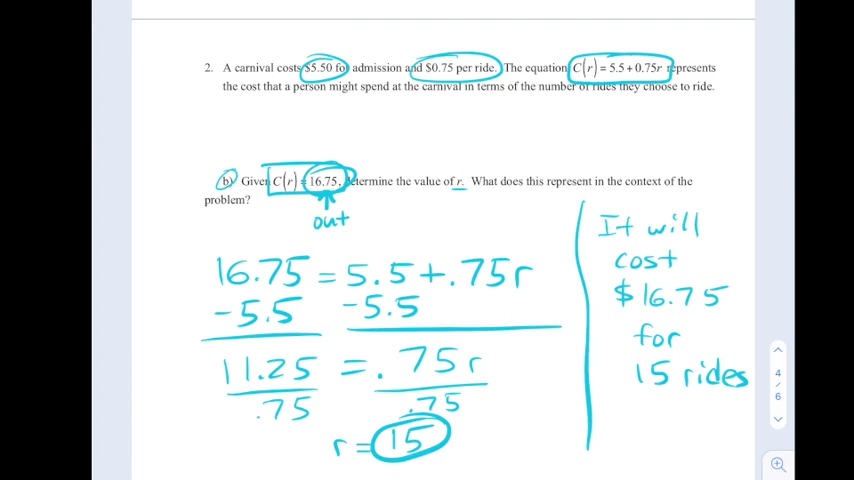 2. A carnival costs $5.50 for admission and $0.75 per ride. The equation C(r) = 5.5 + 0.75r represents
the cost that a person might spend at the carnival in terms of the number of rides they choose to ride.
b) Given C(r) = 16.75, determine the value of r. What does this represent in the context of the
problem?
out
16.75 = 5.5 + .75r
-5.5 -5.5
11.25 = .75r
.75 .75
r = 15
It will
cost
$16.75
for
15 rides
4
/
6